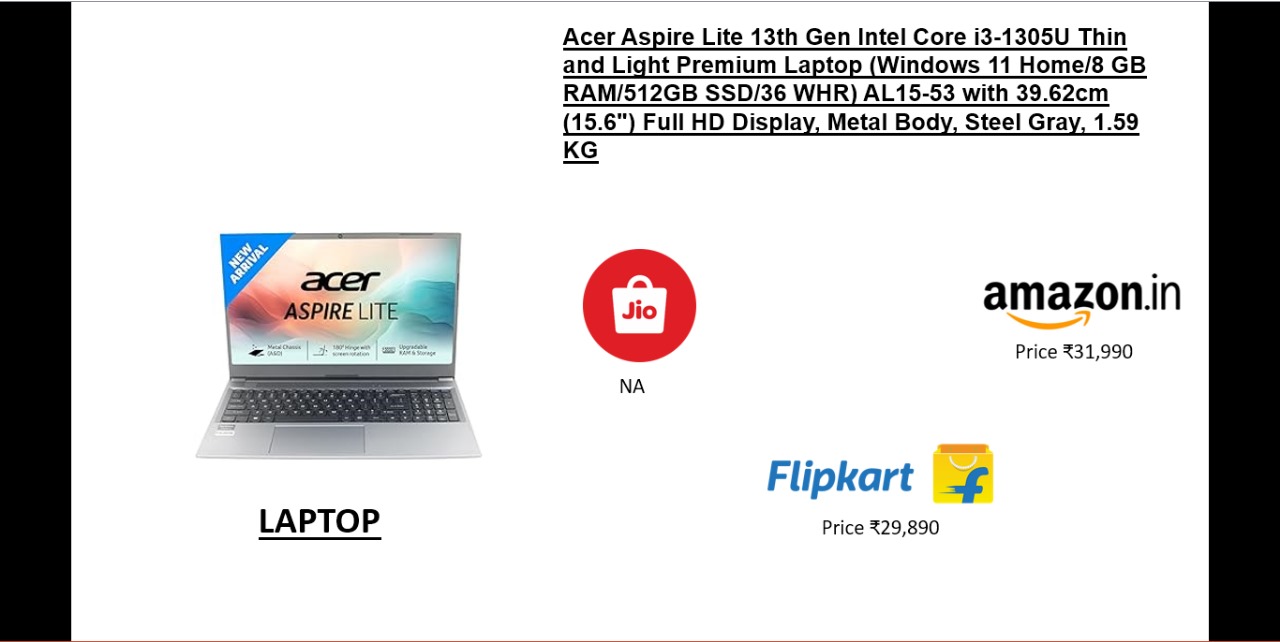 Acer Aspire Lite 13th Gen Intel Core i3-1305U Thin
and Light Premium Laptop (Windows 11 Home/8 GB
RAM/512GB SSD/36 WHR) AL15-53 with 39.62cm
(15.6") Full HD Display, Metal Body, Steel Gray, 1.59
KG
NEW
ARRIVAL
acer
ASPIRE LITE
Metal Chassis
(A&D)
180° Hinge with
screen rotation
Upgradable
RAM & Storage
LAPTOP
Jio
NA
amazon.in
Price ₹31,990
Flipkart
Price ₹29,890